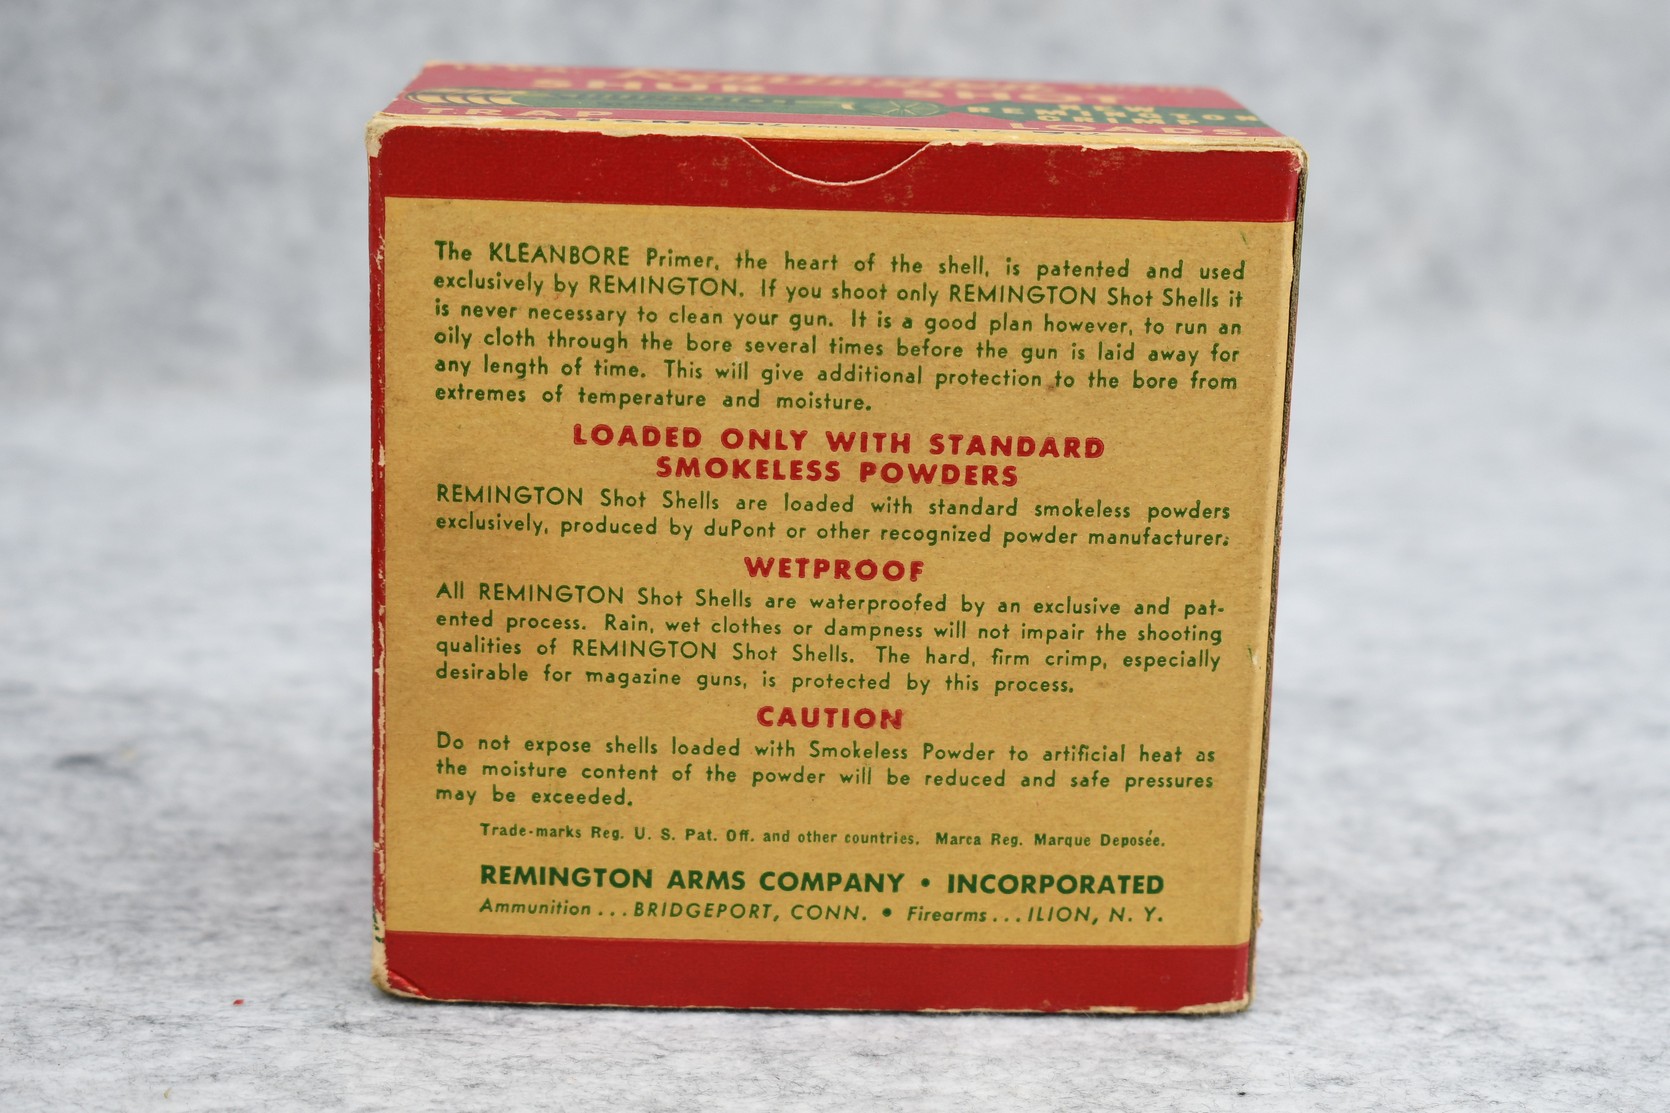 SHUR SHOT
NEW
REMINGTON
CRIMP
TRAP LOADS
The KLEANBORE Primer, the heart of the shell, is patented and used
exclusively by REMINGTON. If you shoot only REMINGTON Shot Shells it
is never necessary to clean your gun. It is a good plan however, to run an
oily cloth through the bore several times before the gun is laid away for
any length of time. This will give additional protection to the bore from
extremes of temperature and moisture.
LOADED ONLY WITH STANDARD
SMOKELESS POWDERS
REMINGTON Shot Shells are loaded with standard smokeless powders
exclusively, produced by duPont or other recognized powder manufacturer:
WETPROOF
All REMINGTON Shot Shells are waterproofed by an exclusive and pat-
ented process. Rain, wet clothes or dampness will not impair the shooting
qualities of REMINGTON Shot Shells. The hard, firm crimp, especially
desirable for magazine guns, is protected by this process.
CAUTION
Do not expose shells loaded with Smokeless Powder to artificial heat as
the moisture content of the powder will be reduced and safe pressures
may be exceeded.
Trade-marks Reg. U. S. Pat. Off. and other countries. Marca Reg. Marque Deposée.
REMINGTON ARMS COMPANY • INCORPORATED
Ammunition...BRIDGEPORT, CONN. • Firearms...ILION, N. Y.